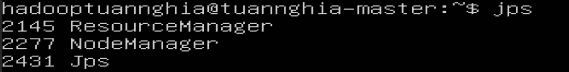 hadooptuannghia@tuannghia-master:~$ jps
2145 ResourceManager
2277 NodeManager
2431 Jps